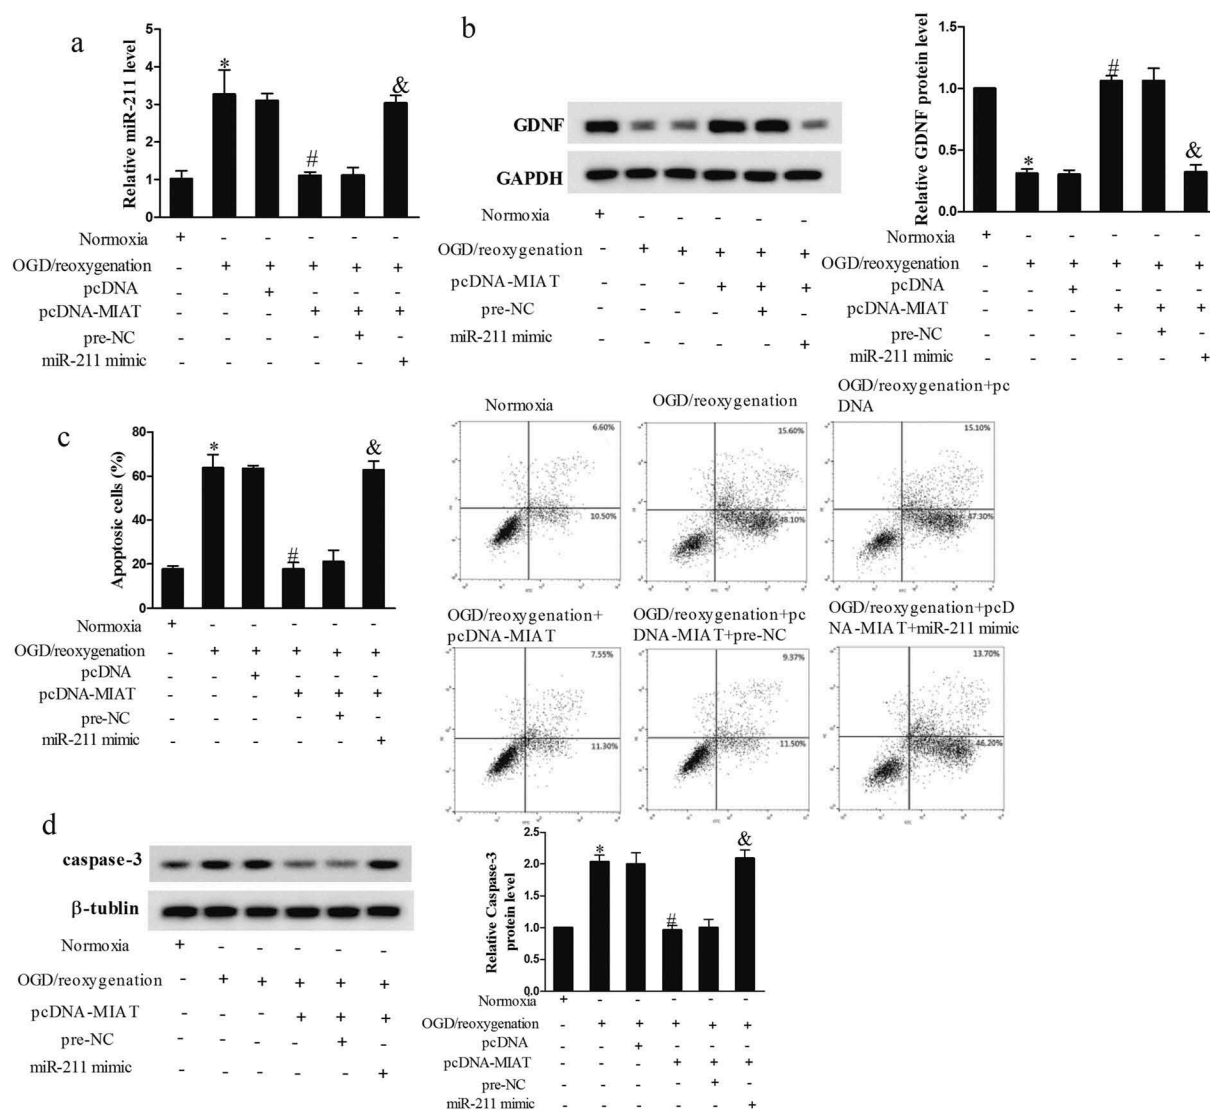 a
Relative miR-211 level
5
4
3
2
1
0
*
#
&
Normoxia + - - - - -
OGD/reoxygenation - + + + + +
pcDNA - - + - - -
pcDNA-MIAT - - - + + +
pre-NC - - - - + -
miR-211 mimic - - - - - +
b
GDNF
GAPDH
Normoxia + - - - - -
OGD/reoxygenation - + + + + +
pcDNA-MIAT - - - + + +
pre-NC - - - - + -
miR-211 mimic - - - - - +
Relative GDNF protein level
1.5
1.0
0.5
0.0
*
#
&
Normoxia + - - - - -
OGD/reoxygenation - + + + + +
pcDNA - - + - - -
pcDNA-MIAT - - - + + +
pre-NC - - - - + -
miR-211 mimic - - - - - +
c
Apoptosic cells (%)
80
60
40
20
0
*
#
&
Normoxia + - - - - -
OGD/reoxygenation - + + + + +
pcDNA - - + - - -
pcDNA-MIAT - - - + + +
pre-NC - - - - + -
miR-211 mimic - - - - - +
Normoxia
6.60%
10.50%
OGD/reoxygenation
15.60%
48.10%
OGD/reoxygenation+pc
DNA
15.10%
47.30%
OGD/reoxygenation+
pcDNA-MIAT
7.55%
11.30%
OGD/reoxygenation+pc
DNA-MIAT+pre-NC
9.37%
11.50%
OGD/reoxygenation+pcD
NA-MIAT+miR-211 mimic
13.70%
46.20%
d
caspase-3
β-tublin
Normoxia + - - - - -
OGD/reoxygenation - + + + + +
pcDNA-MIAT - - - + + +
pre-NC - - - - + -
miR-211 mimic - - - - - +
Relative Caspase-3
protein level
2.5
2.0
1.5
1.0
0.5
0.0
*
#
&
Normoxia + - - - - -
OGD/reoxygenation - + + + + +
pcDNA - - + - - -
pcDNA-MIAT - - - + + +
pre-NC - - - - + -
miR-211 mimic - - - - - +